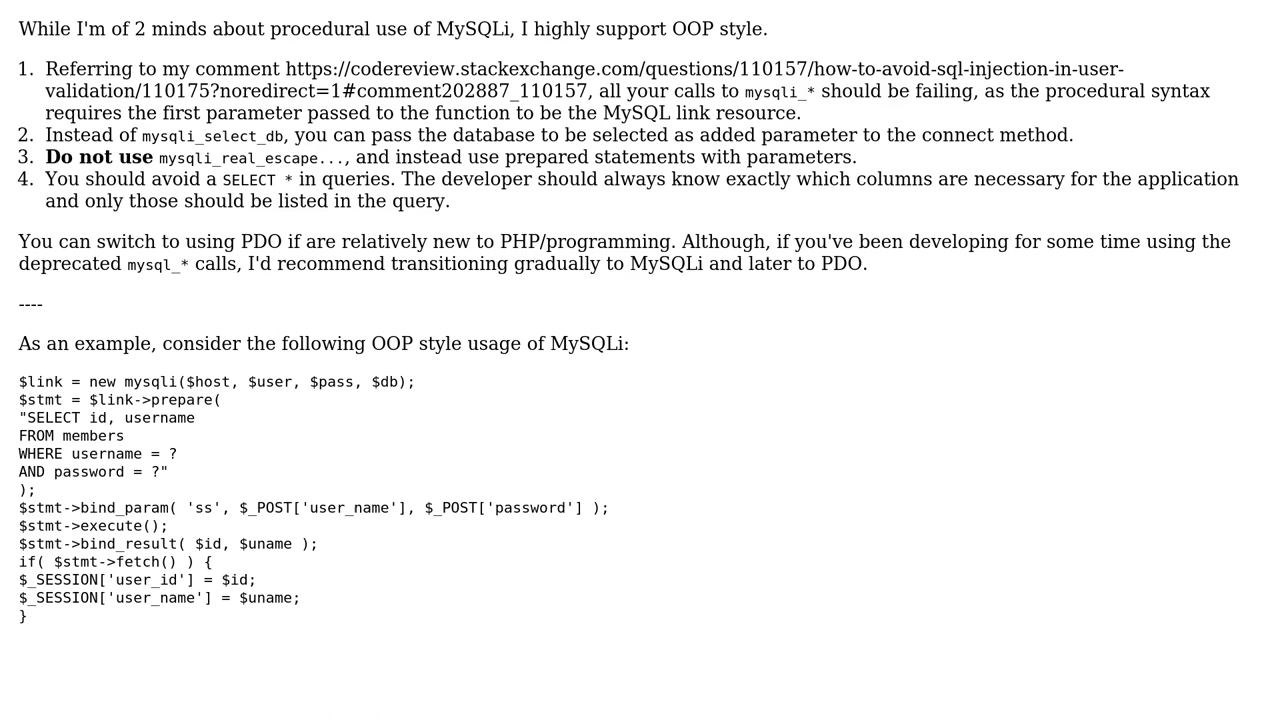 While I'm of 2 minds about procedural use of MySQLi, I highly support OOP style.
1. Referring to my comment https://codereview.stackexchange.com/questions/110157/how-to-avoid-sql-injection-in-user-
validation/110175?noredirect=1#comment202887_110157, all your calls to mysqli_* should be failing, as the procedural syntax
requires the first parameter passed to the function to be the MySQL link resource.
2. Instead of mysqli_select_db, you can pass the database to be selected as added parameter to the connect method.
3. Do not use mysqli_real_escape..., and instead use prepared statements with parameters.
4. You should avoid a SELECT * in queries. The developer should always know exactly which columns are necessary for the application
and only those should be listed in the query.
You can switch to using PDO if are relatively new to PHP/programming. Although, if you've been developing for some time using the
deprecated mysql_* calls, I'd recommend transitioning gradually to MySQLi and later to PDO.
----
As an example, consider the following OOP style usage of MySQLi:
$link = new mysqli($host, $user, $pass, $db);
$stmt = $link->prepare(
"SELECT id, username
FROM members
WHERE username = ?
AND password = ?"
);
$stmt->bind_param( 'ss', $_POST['user_name'], $_POST['password'] );
$stmt->execute();
$stmt->bind_result( $id, $uname );
if( $stmt->fetch() ) {
$_SESSION['user_id'] = $id;
$_SESSION['user_name'] = $uname;
}